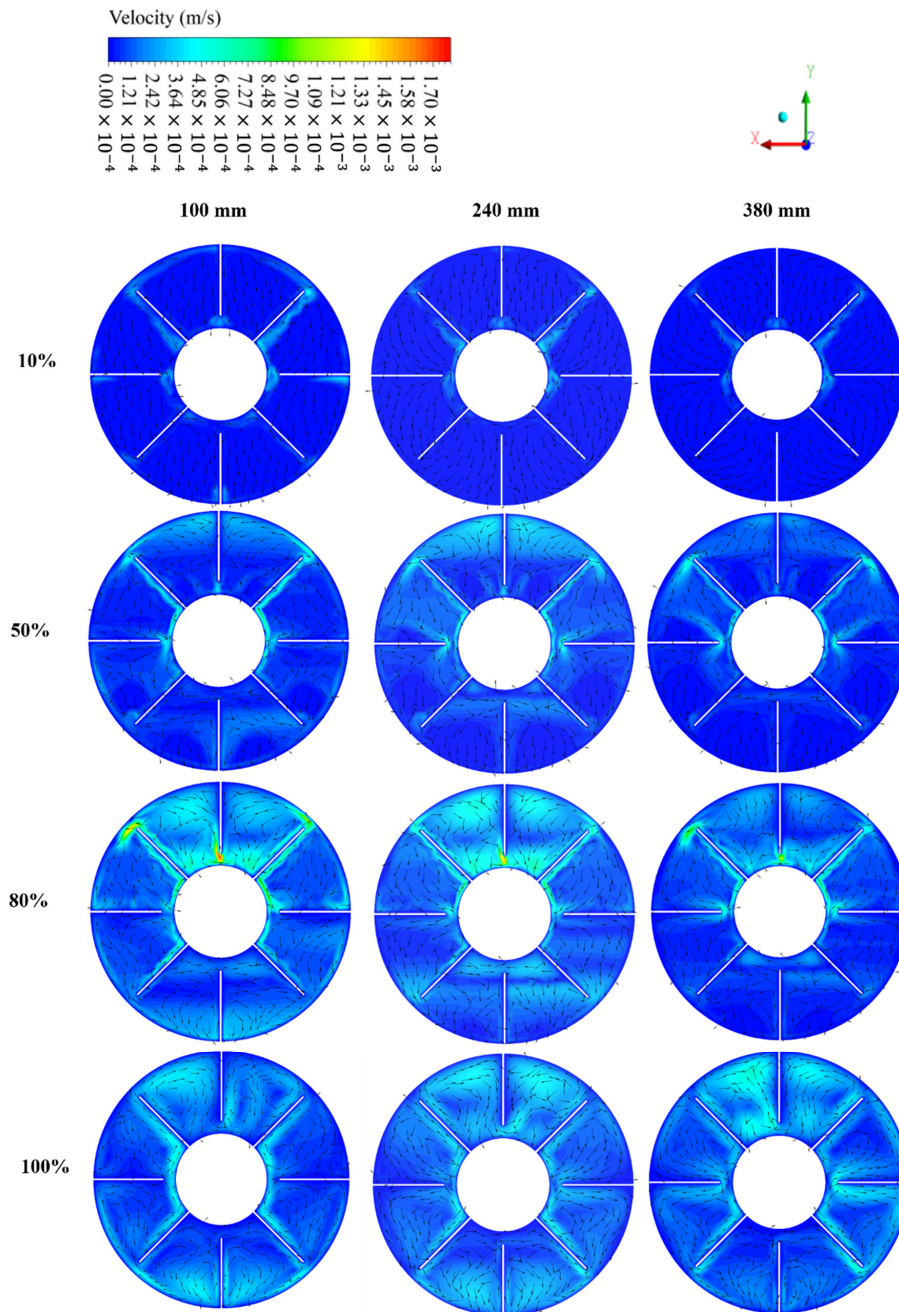 Velocity (m/s)
0.00 × 10⁻⁴
1.21 × 10⁻⁴
2.42 × 10⁻⁴
3.64 × 10⁻⁴
4.85 × 10⁻⁴
6.06 × 10⁻⁴
7.27 × 10⁻⁴
8.48 × 10⁻⁴
9.70 × 10⁻⁴
1.09 × 10⁻³
1.21 × 10⁻³
1.33 × 10⁻³
1.45 × 10⁻³
1.58 × 10⁻³
1.70 × 10⁻³
Y
X
Z
100 mm
240 mm
380 mm
10%
50%
80%
100%